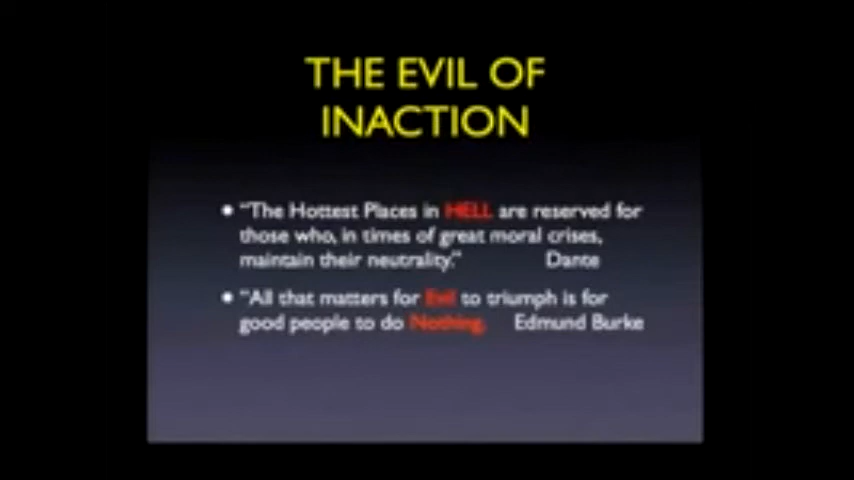 THE EVIL OF
INACTION
• "The Hottest Places in HELL are reserved for
those who, in times of great moral crises,
maintain their neutrality." Dante
• "All that matters for Evil to triumph is for
good people to do Nothing. Edmund Burke